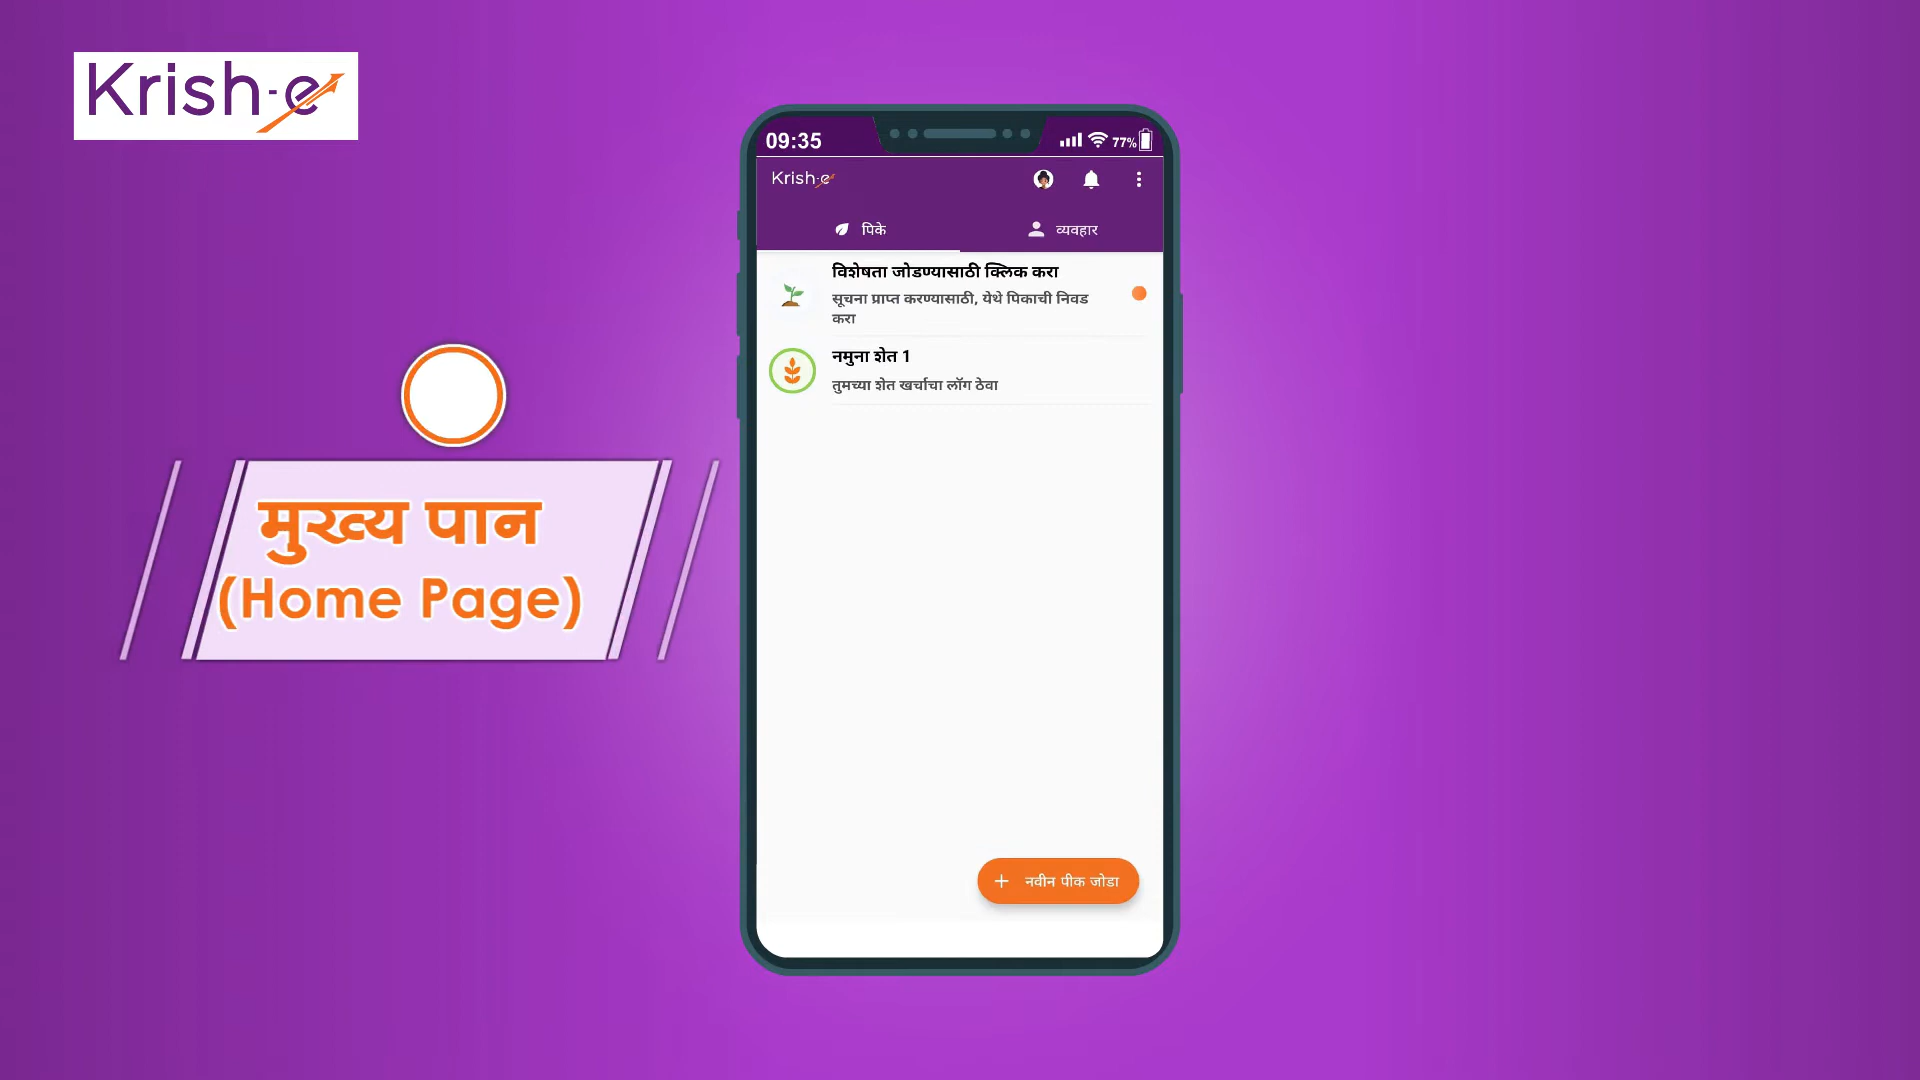 Krish-e
मुख्य पान
(Home Page)
09:35
77%
Krish-e
पिके
व्यवहार
विशेषता जोडण्यासाठी क्लिक करा
सूचना प्राप्त करण्यासाठी, येथे पिकाची निवड
करा
नमुना शेत 1
तुमच्या शेत खर्चाचा लॉग ठेवा
+ नवीन पीक जोडा